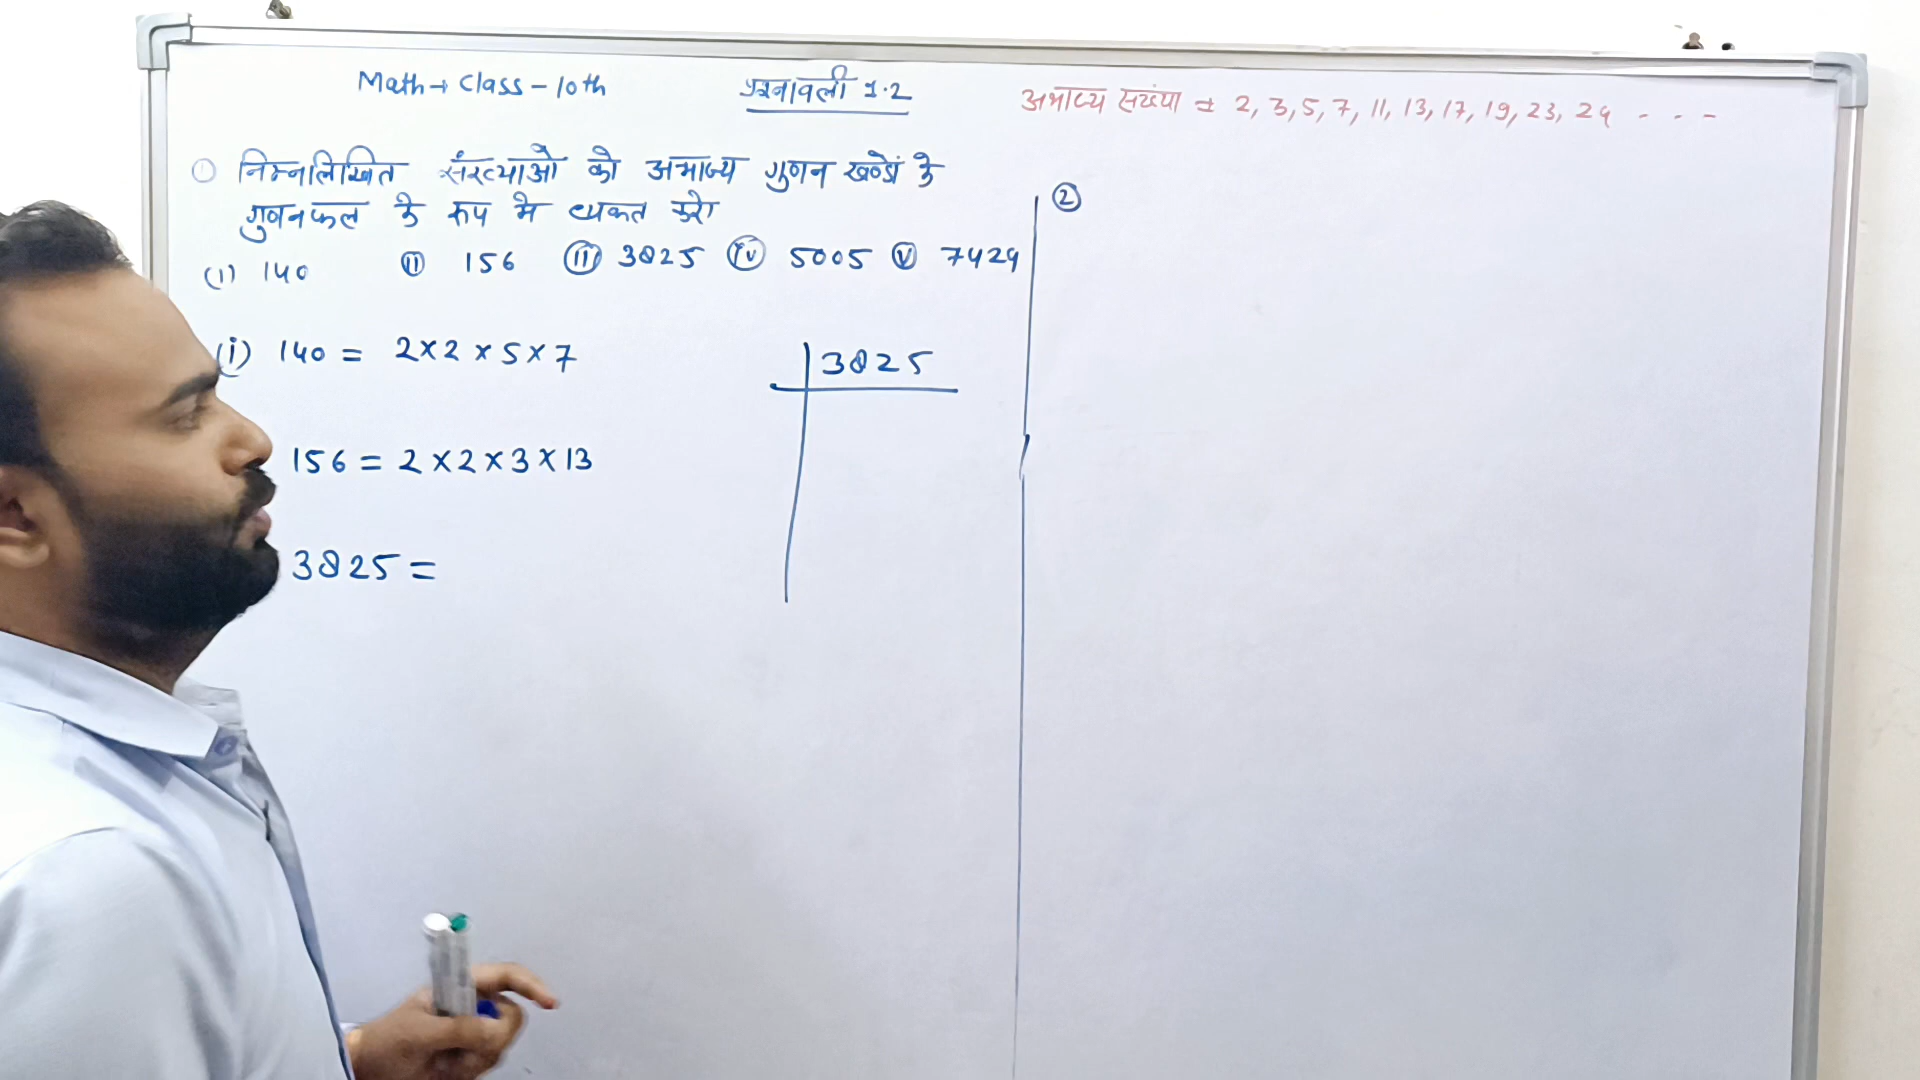 Math → Class - 10th
प्रश्नावली 1.2
अभाज्य संख्या = 2, 3, 5, 7, 11, 13, 17, 19, 23, 29 - - -
① निम्नलिखित संख्याओ को अभाज्य गुणन खण्डों के
गुणनफल के रूप मे व्यक्त करो
(i) 140 ⓘⓘ 156 ⓘⓘⓘ 3825 ⓘⓥ 5005 ⓥ 7429
(i) 140 = 2×2×5×7
156 = 2×2×3×13
3825 =
3825
②